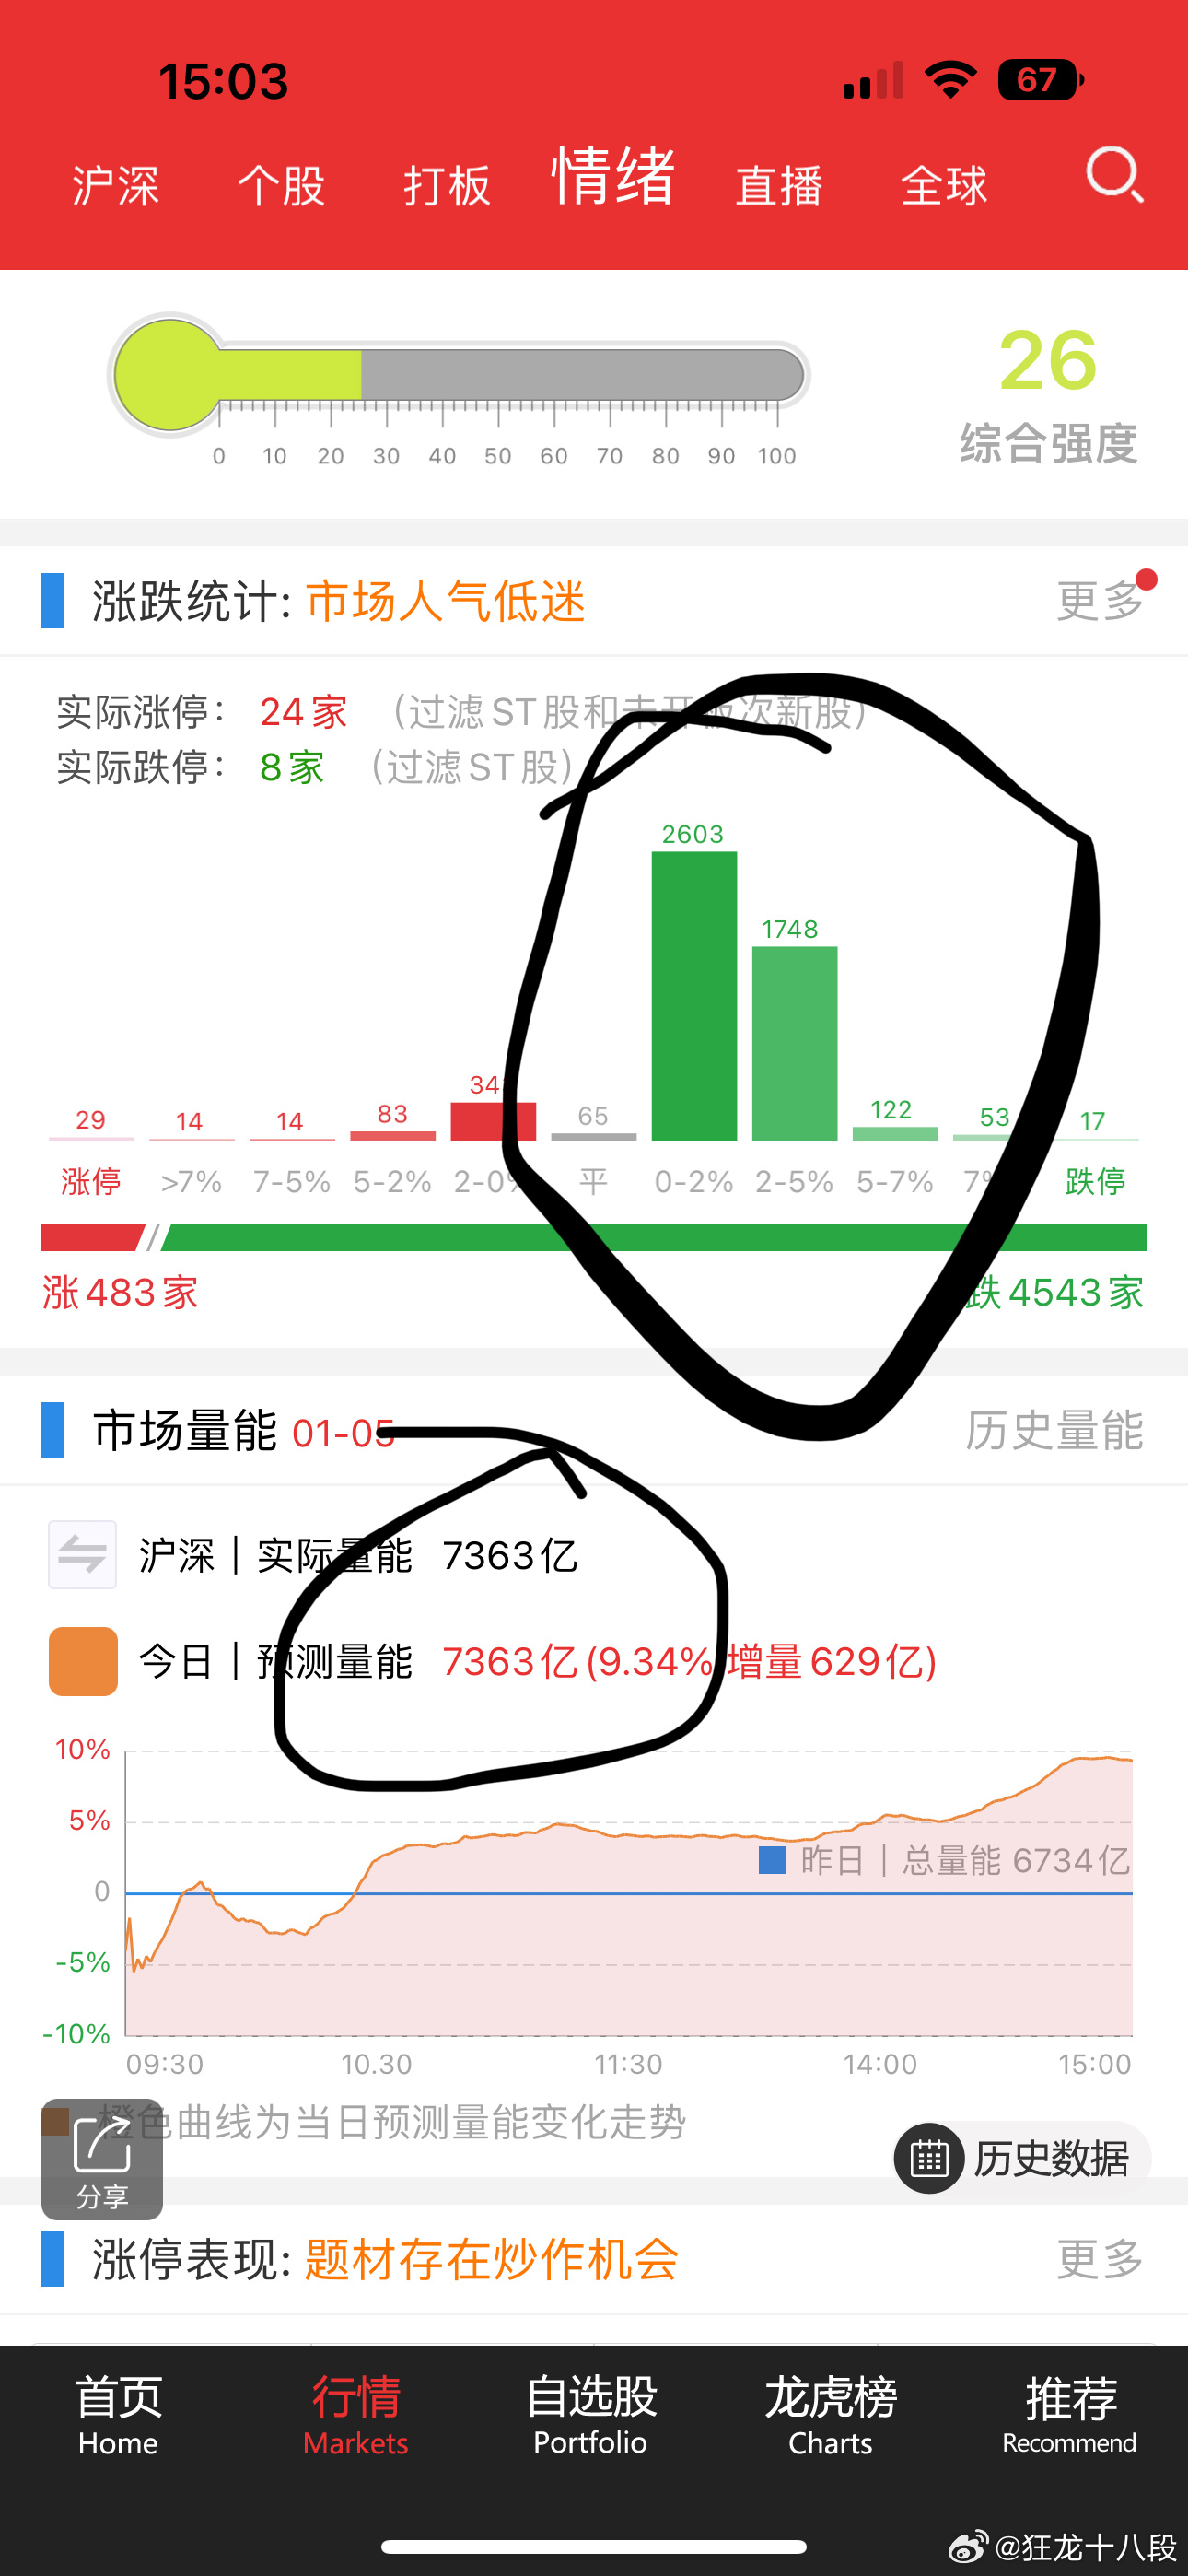 15:03
67
沪深 个股 打板 情绪 直播 全球
26
综合强度
0 10 20 30 40 50 60 70 80 90 100
涨跌统计: 市场人气低迷 更多
实际涨停: 24家 (过滤ST股和未开板次新股)
实际跌停: 8家 (过滤ST股)
2603
1748
29 14 14 83 34 65 122 53 17
涨停 >7% 7-5% 5-2% 2-0% 平 0-2% 2-5% 5-7% 跌停
涨483家 跌4543家
市场量能 01-05 历史量能
沪深 | 实际量能 7363亿
今日 | 预测量能 7363亿(9.34% 增量629亿)
10%
5%
昨日 | 总量能 6734亿
0
-5%
-10%
09:30 10.30 11:30 14:00 15:00
橙色曲线为当日预测量能变化走势
分享
历史数据
涨停表现: 题材存在炒作机会 更多
首页 行情 自选股 龙虎榜 推荐
Home Markets Portfolio Charts Recommend
@狂龙十八段